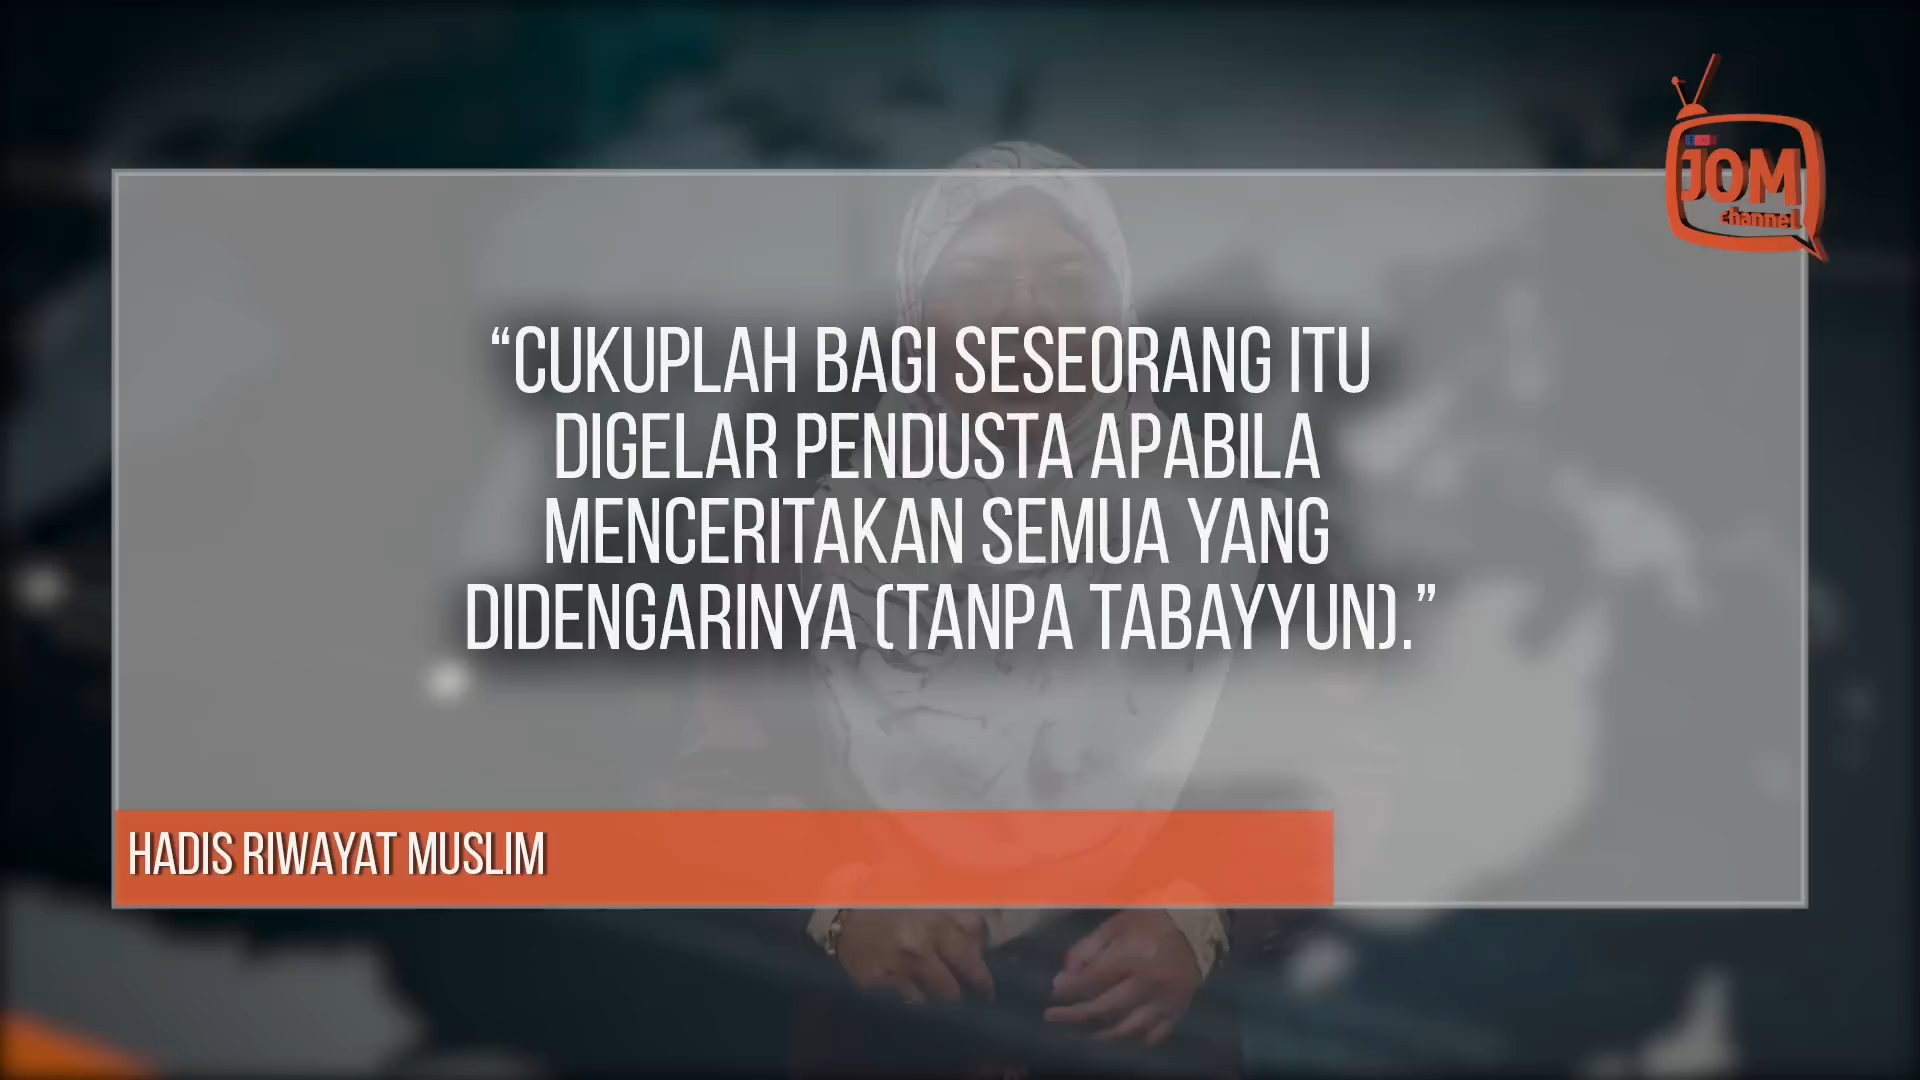 JOM
channel
“CUKUPLAH BAGI SESEORANG ITU
DIGELAR PENDUSTA APABILA
MENCERITAKAN SEMUA YANG
DIDENGARINYA (TANPA TABAYYUN).”
HADIS RIWAYAT MUSLIM